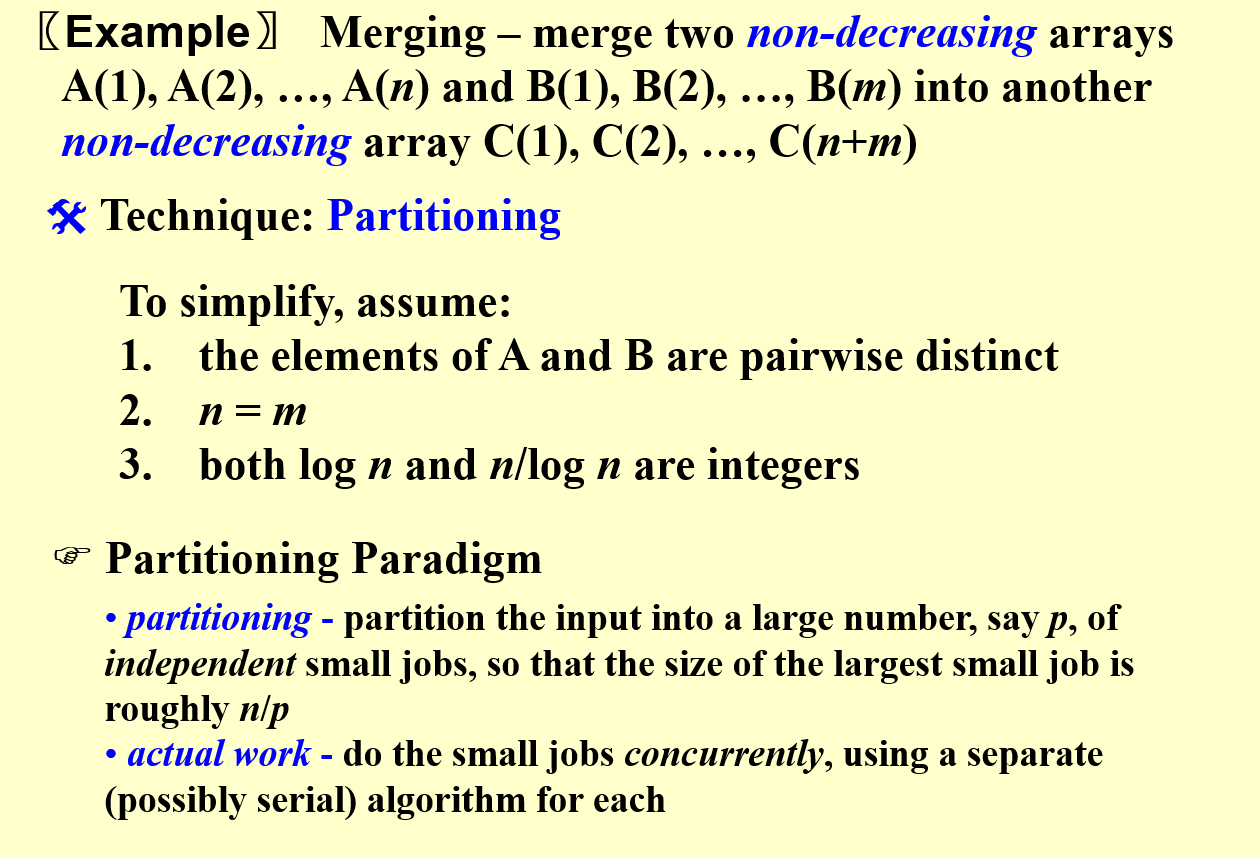 〖Example〗 Merging – merge two non-decreasing arrays
A(1), A(2), …, A(n) and B(1), B(2), …, B(m) into another
non-decreasing array C(1), C(2), …, C(n+m)
Technique: Partitioning
To simplify, assume:
1. the elements of A and B are pairwise distinct
2. n = m
3. both log n and n/log n are integers
Partitioning Paradigm
• partitioning - partition the input into a large number, say p, of
independent small jobs, so that the size of the largest small job is
roughly n/p
• actual work - do the small jobs concurrently, using a separate
(possibly serial) algorithm for each